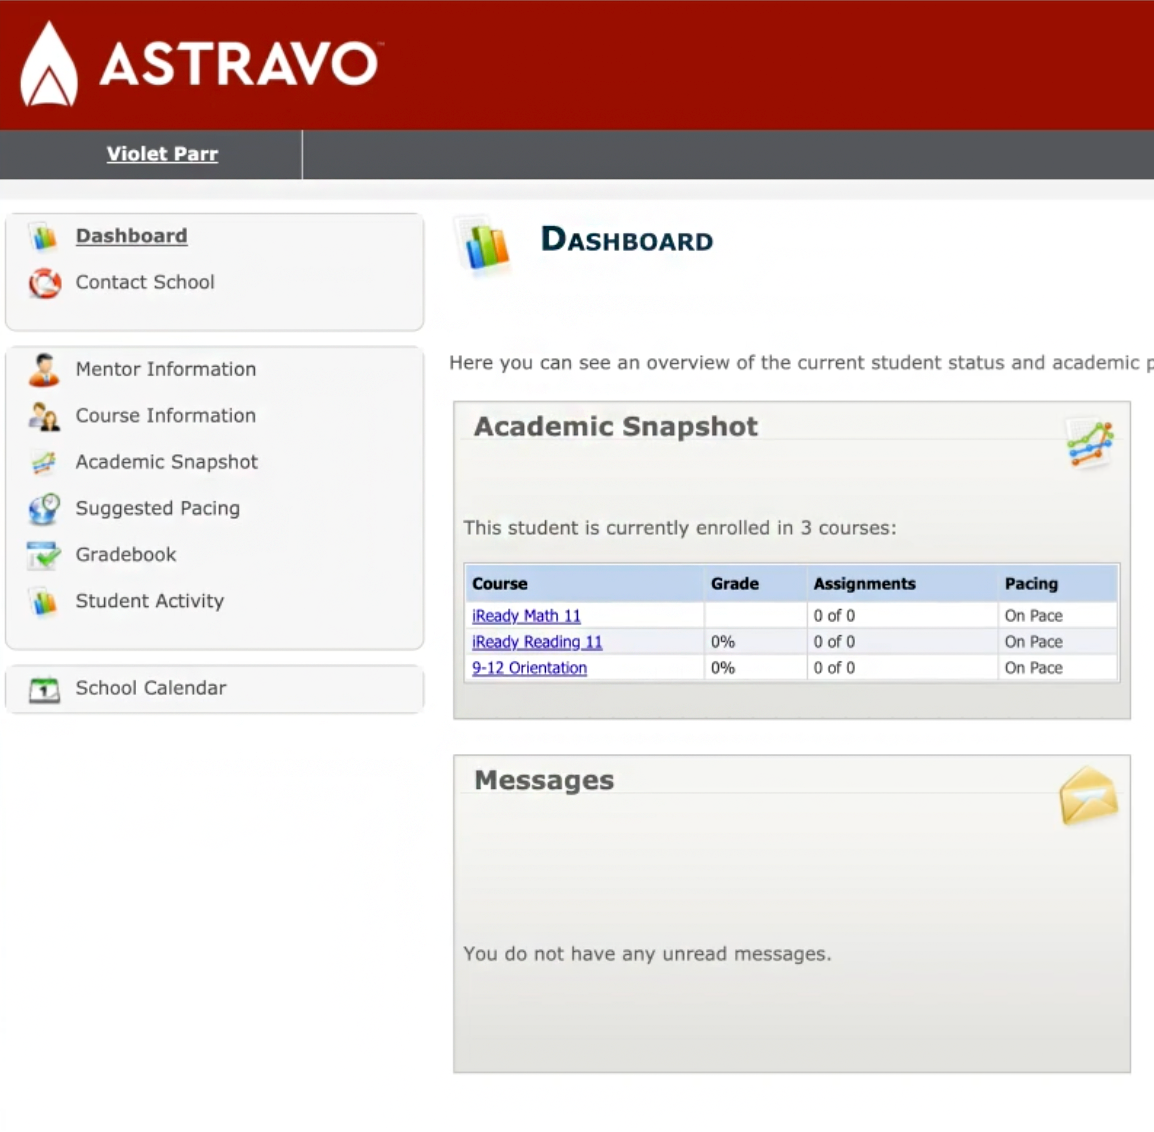 ASTRAVO™
Violet Parr
Dashboard
Contact School
Mentor Information
Course Information
Academic Snapshot
Suggested Pacing
Gradebook
Student Activity
School Calendar
Dashboard
Here you can see an overview of the current student status and academic p
Academic Snapshot
This student is currently enrolled in 3 courses:
Course Grade Assignments Pacing
iReady Math 11 0 of 0 On Pace
iReady Reading 11 0% 0 of 0 On Pace
9-12 Orientation 0% 0 of 0 On Pace
Messages
You do not have any unread messages.